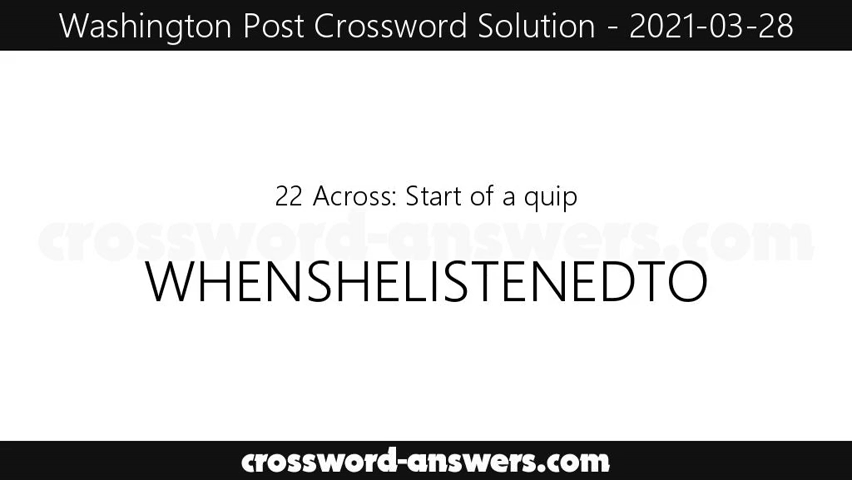 Washington Post Crossword Solution - 2021-03-28
22 Across: Start of a quip
crossword-answers.com
WHENSHELISTENEDTO
crossword-answers.com